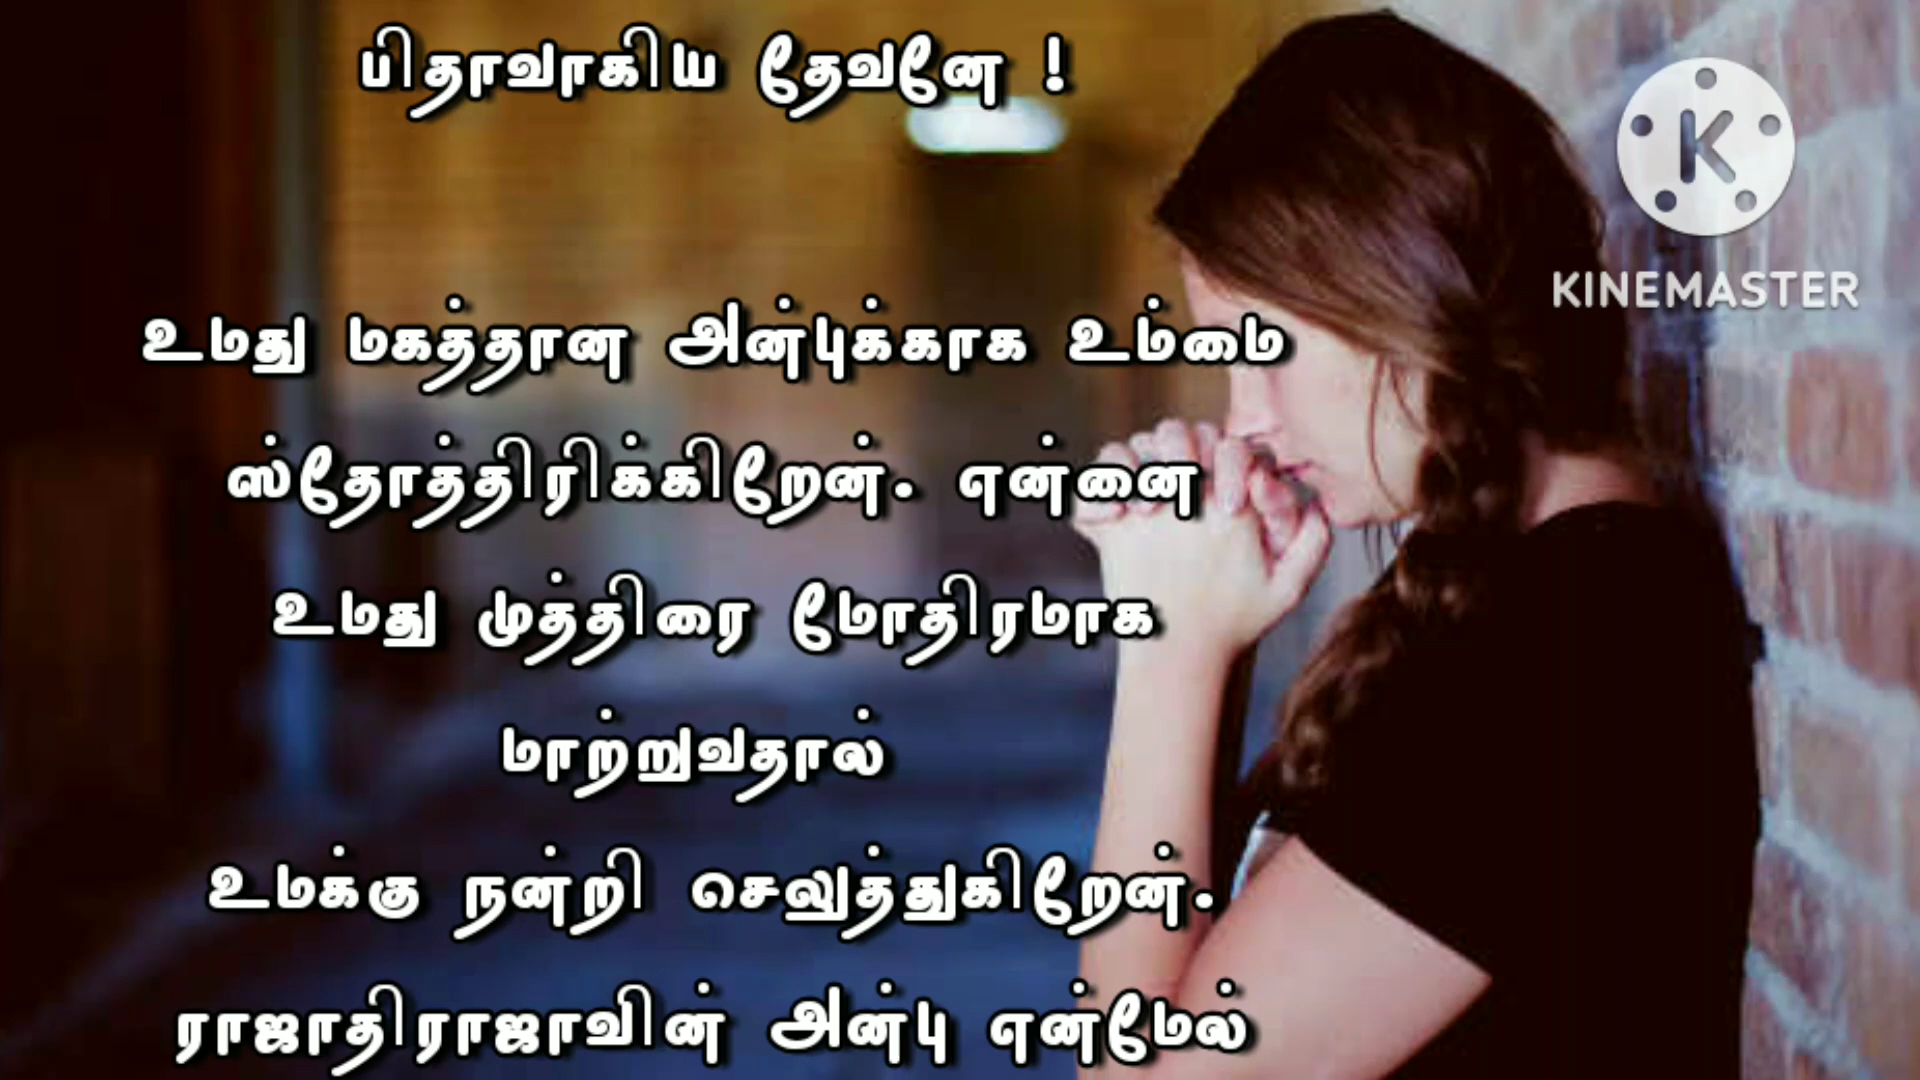 பிதாவாகிய தேவனே !
உமது மகத்தான அன்புக்காக உம்மை
ஸ்தோத்திரிக்கிறேன். என்னை
உமது முத்திரை மோதிரமாக
மாற்றுவதால்
உமக்கு நன்றி செலுத்துகிறேன்.
ராஜாதிராஜாவின் அன்பு என்மேல்
K
KINEMASTER